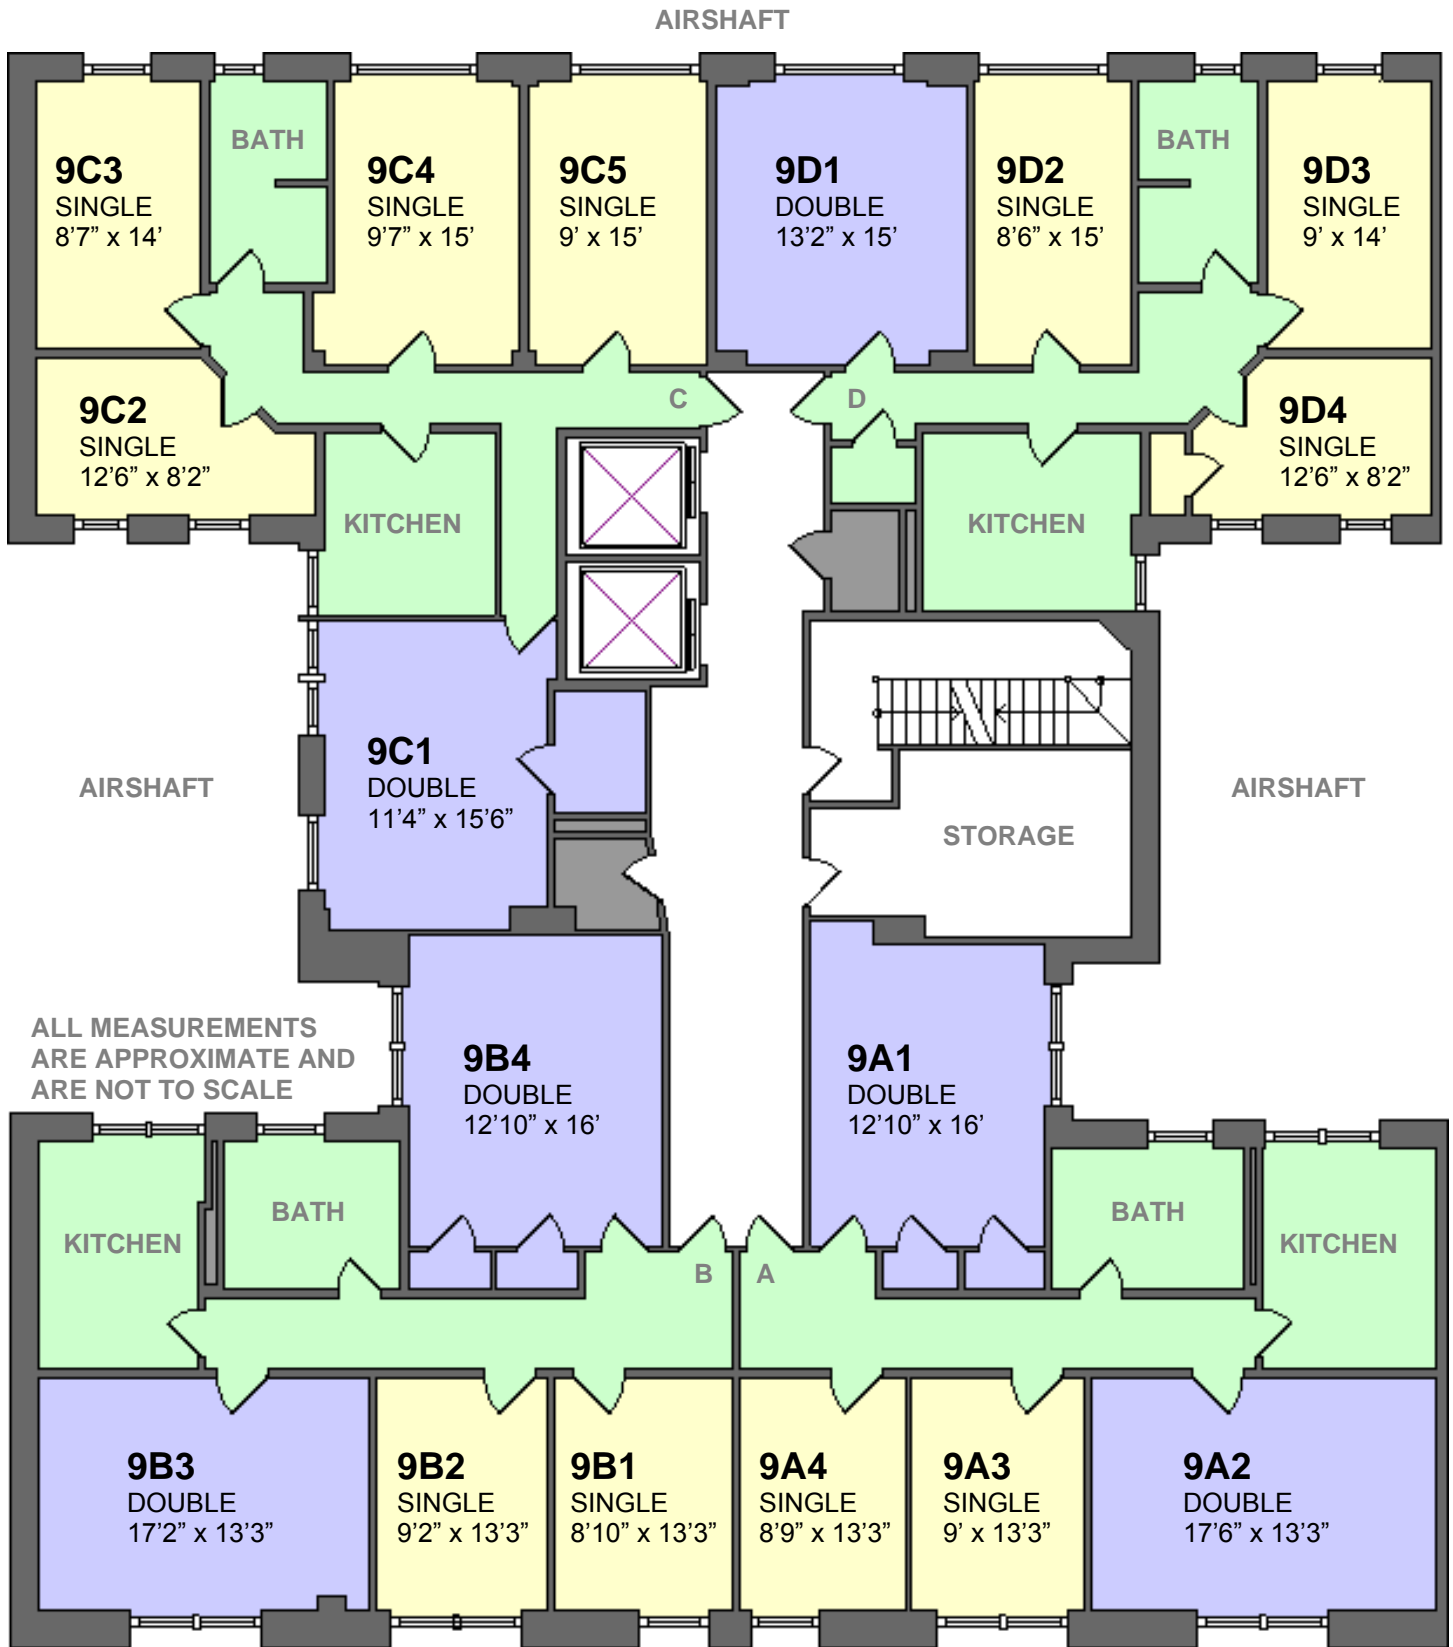 AIRSHAFT
9C3
SINGLE
8’7” x 14’
BATH
9C4
SINGLE
9’7” x 15’
9C5
SINGLE
9’ x 15’
9D1
DOUBLE
13’2” x 15’
9D2
SINGLE
8’6” x 15’
BATH
9D3
SINGLE
9’ x 14’
9C2
SINGLE
12’6” x 8’2”
C
D
9D4
SINGLE
12’6” x 8’2”
KITCHEN
KITCHEN
9C1
DOUBLE
11’4” x 15’6”
AIRSHAFT
AIRSHAFT
STORAGE
ALL MEASUREMENTS
ARE APPROXIMATE AND
ARE NOT TO SCALE
9B4
DOUBLE
12’10” x 16’
9A1
DOUBLE
12’10” x 16’
KITCHEN
BATH
B
A
BATH
KITCHEN
9B3
DOUBLE
17’2” x 13’3”
9B2
SINGLE
9’2” x 13’3”
9B1
SINGLE
8’10” x 13’3”
9A4
SINGLE
8’9” x 13’3”
9A3
SINGLE
9’ x 13’3”
9A2
DOUBLE
17’6” x 13’3”